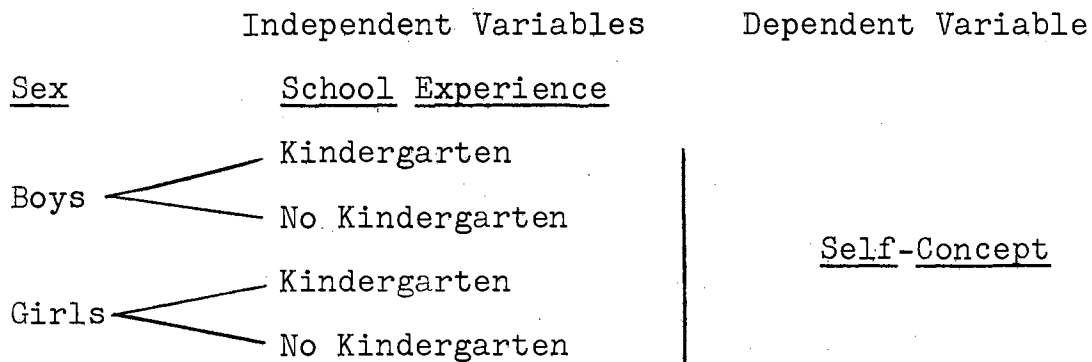 Independent Variables Dependent Variable
Sex School Experience
Kindergarten
Boys
No Kindergarten
Self-Concept
Kindergarten
Girls
No Kindergarten